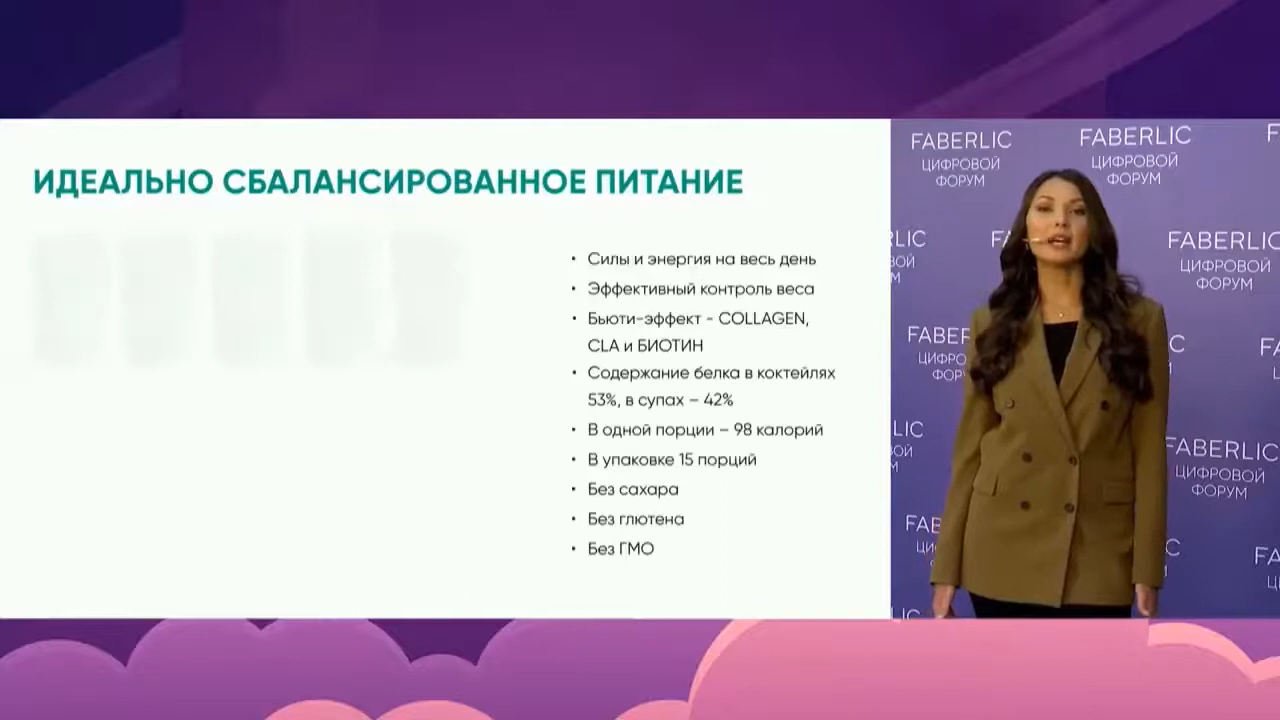 ИДЕАЛЬНО СБАЛАНСИРОВАННОЕ ПИТАНИЕ
• Силы и энергия на весь день
• Эффективный контроль веса
• Бьюти-эффект - COLLAGEN,
CLA и БИОТИН
• Содержание белка в коктейлях
53%, в супах – 42%
• В одной порции – 98 калорий
• В упаковке 15 порций
• Без сахара
• Без глютена
• Без ГМО
FABERLIC
ЦИФРОВОЙ
ФОРУМ
FABERLIC
ЦИФРОВОЙ
ФОРУМ
FABERLIC
ЦИФРОВОЙ
ФОРУМ
FABERLIC
ЦИФРОВОЙ
ФОРУМ